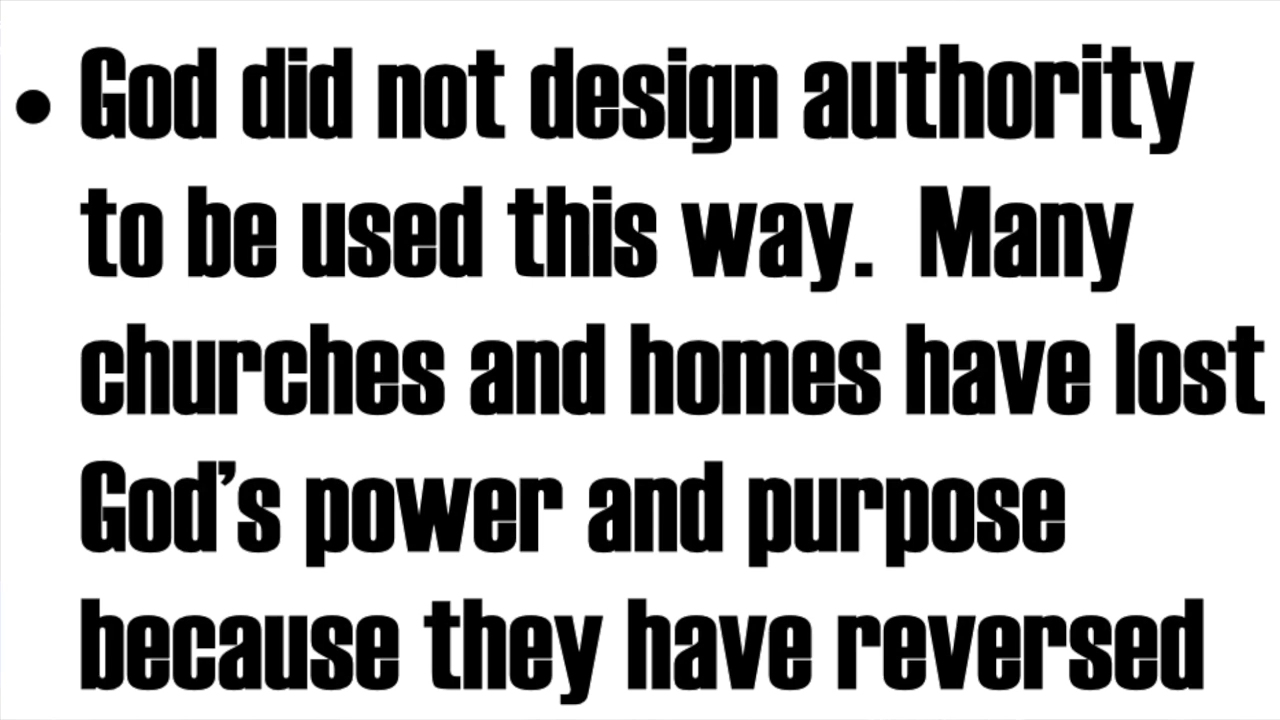 • God did not design authority
to be used this way.  Many
churches and homes have lost
God’s power and purpose
because they have reversed